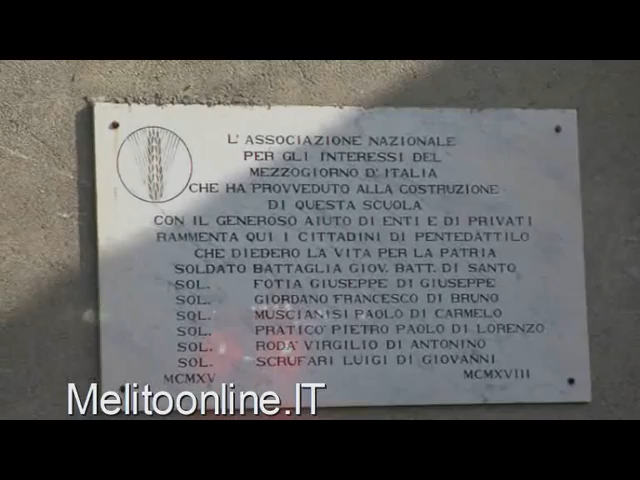 L'ASSOCIAZIONE NAZIONALE
PER GLI INTERESSI DEL
MEZZOGIORNO D'ITALIA
CHE HA PROVVEDUTO ALLA COSTRUZIONE
DI QUESTA SCUOLA
CON IL GENEROSO AIUTO DI ENTI E DI PRIVATI
RAMMENTA QUI I CITTADINI DI PENTEDATTILO
CHE DIEDERO LA VITA PER LA PATRIA
SOLDATO BATTAGLIA GIOV. BATT. DI SANTO
SOL. FOTIA GIUSEPPE DI GIUSEPPE
SOL. GIORDANO FRANCESCO DI BRUNO
SOL. MUSCIANISI PAOLO DI CARMELO
SOL. PRATICO' PIETRO PAOLO DI LORENZO
SOL. RODA' VIRGILIO DI ANTONINO
SOL. SCRUFARI LUIGI DI GIOVANNI
MCMXV MCMXVIII
Melitoonline.IT